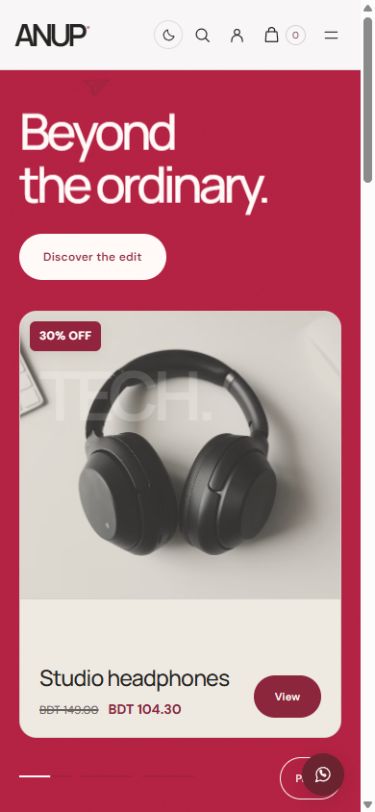 ANUP
0
Beyond
the ordinary.
Discover the edit
30% OFF
TECH.
Studio headphones
BDT 149.00 BDT 104.30
View